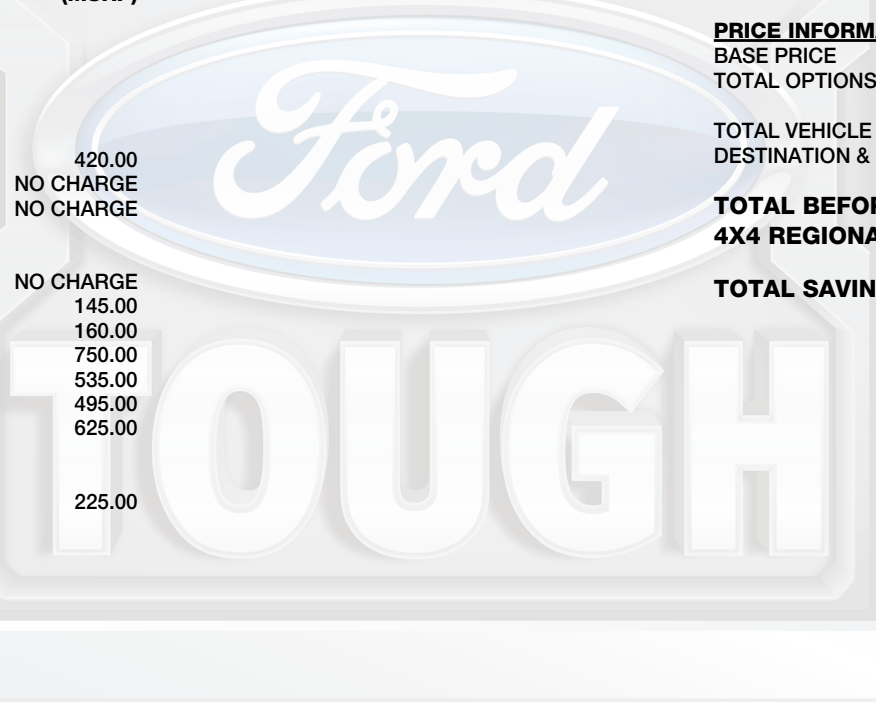 (MSRP)
420.00
NO CHARGE
NO CHARGE
NO CHARGE
145.00
160.00
750.00
535.00
495.00
625.00
225.00
PRICE INFORMA
BASE PRICE
TOTAL OPTIONS
TOTAL VEHICLE
DESTINATION &
TOTAL BEFOR
4X4 REGIONA
TOTAL SAVIN
Ford
TOUGH